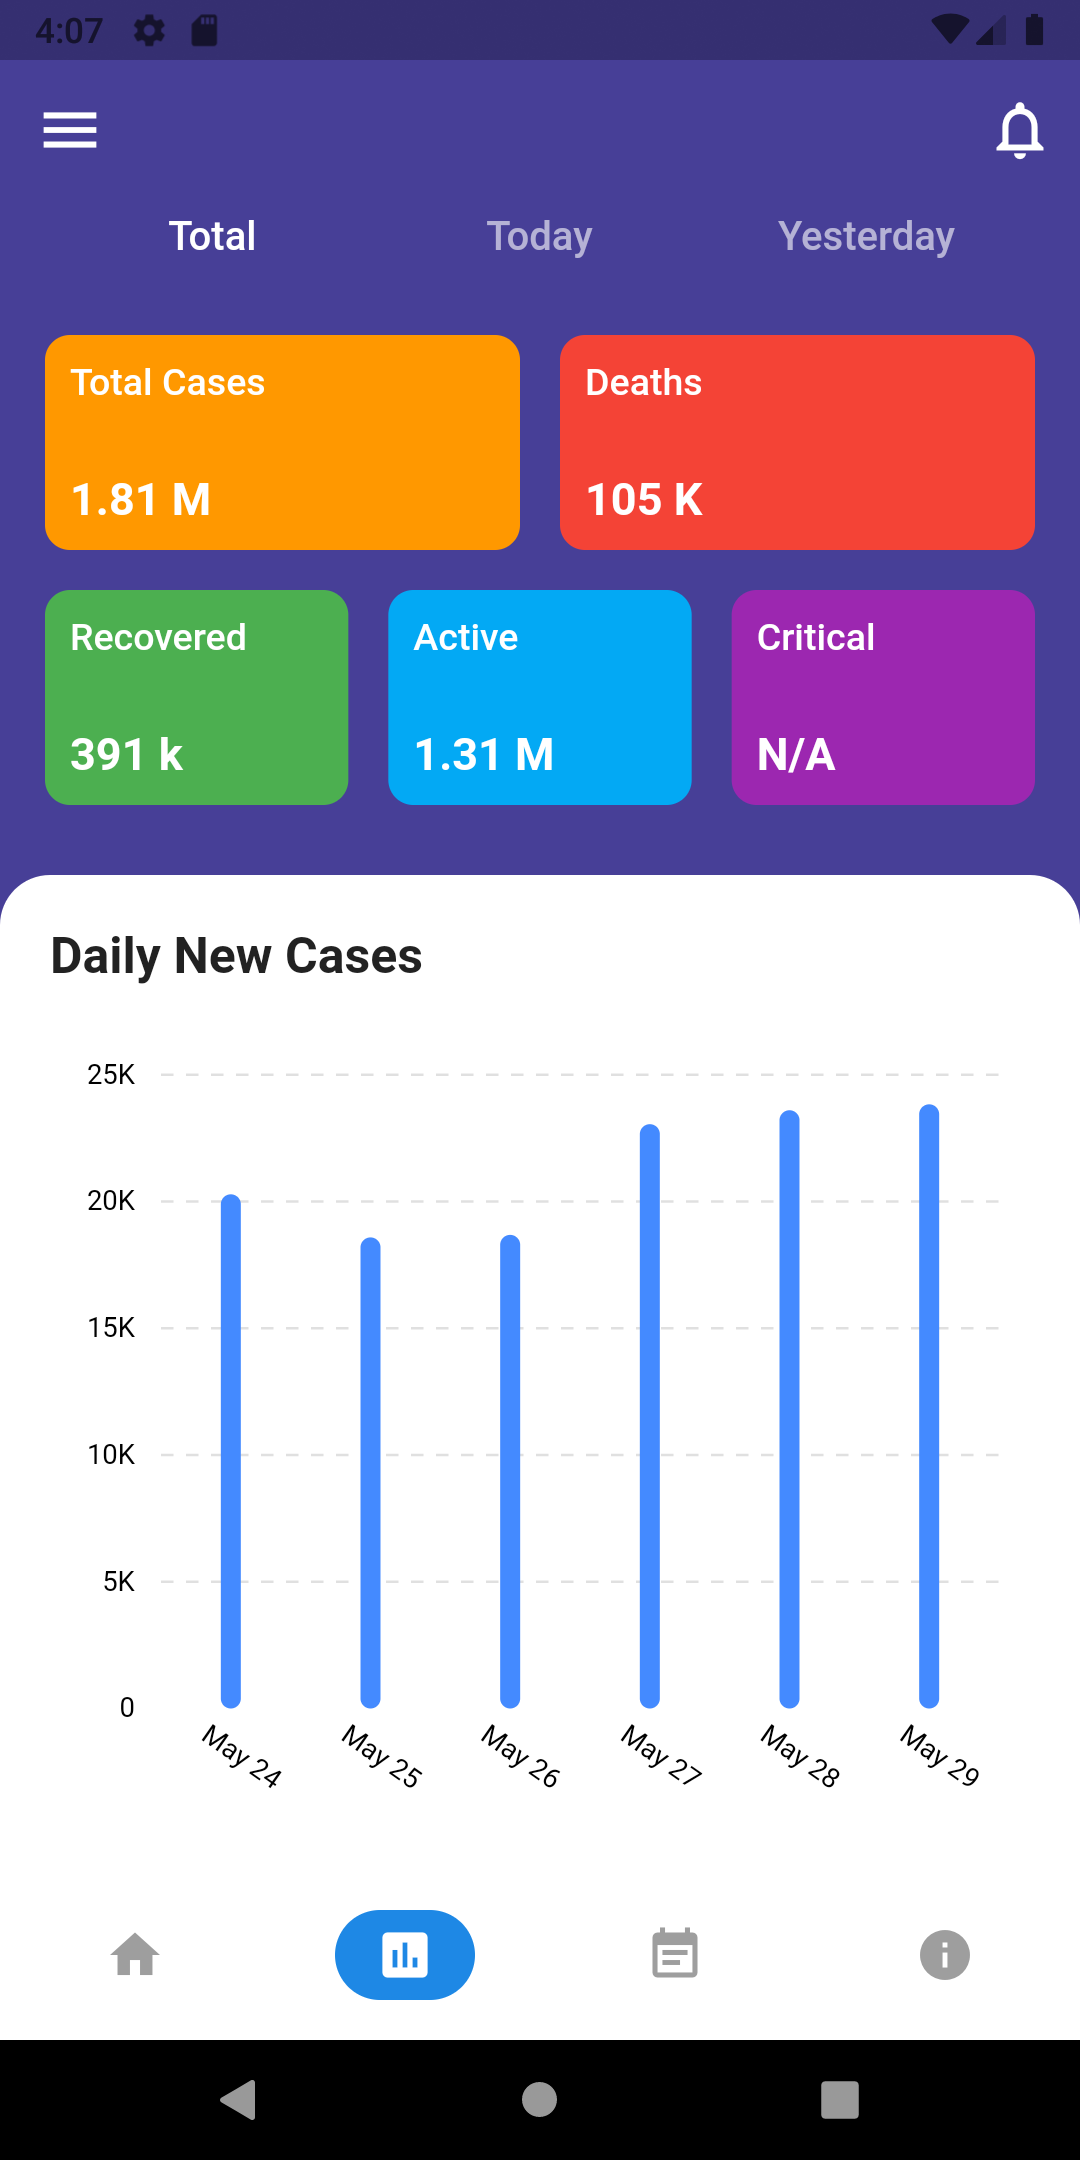 4:07
Total Today Yesterday
Total Cases Deaths
1.81 M 105 K
Recovered Active Critical
391 k 1.31 M N/A
Daily New Cases
25K
20K
15K
10K
5K
0
May 24 May 25 May 26 May 27 May 28 May 29